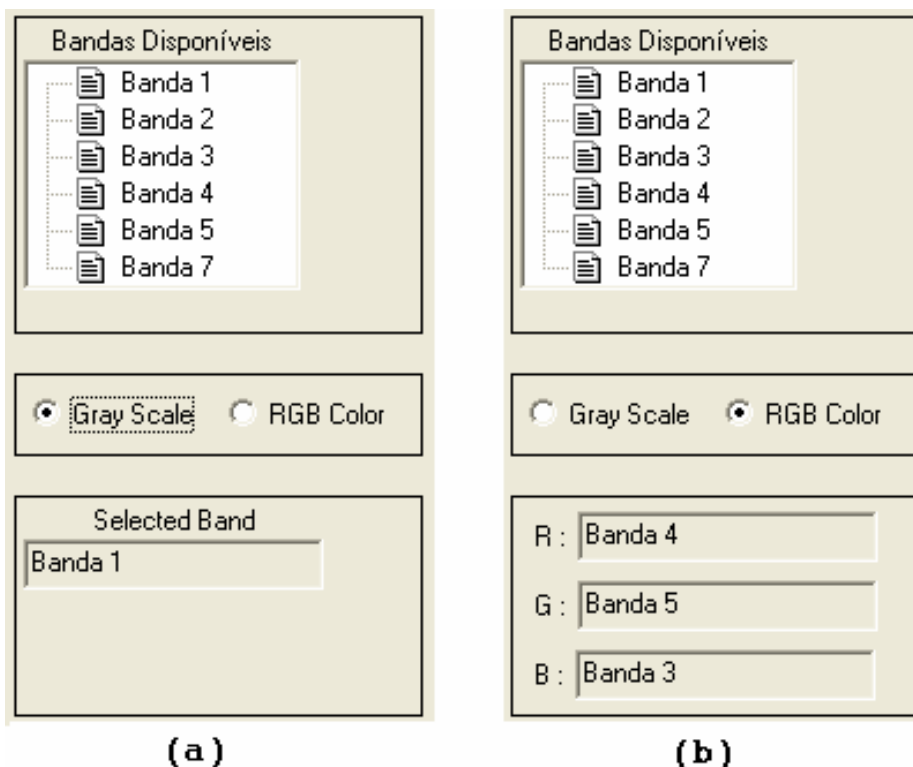 Bandas Disponíveis
Banda 1
Banda 2
Banda 3
Banda 4
Banda 5
Banda 7
Gray Scale RGB Color
Selected Band
Banda 1
(a)
Bandas Disponíveis
Banda 1
Banda 2
Banda 3
Banda 4
Banda 5
Banda 7
Gray Scale RGB Color
R : Banda 4
G : Banda 5
B : Banda 3
(b)